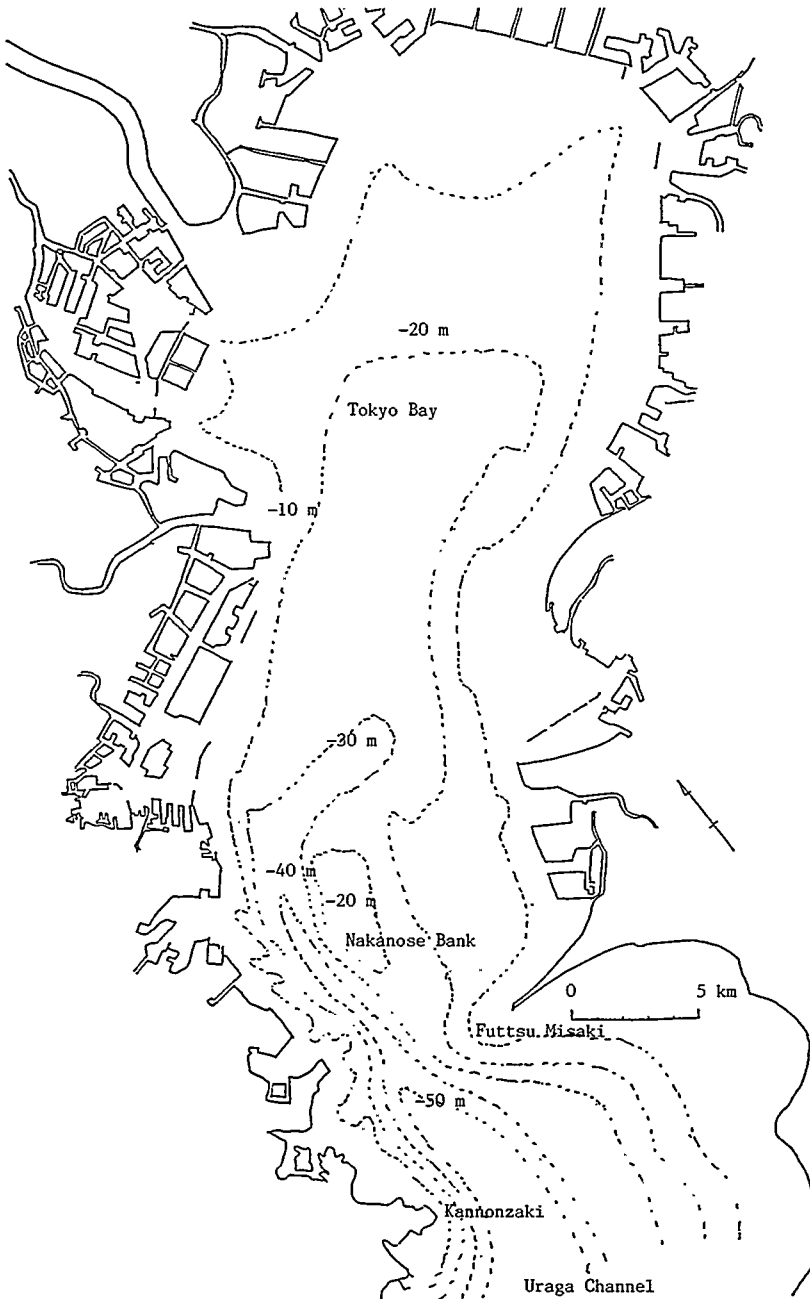 -20 m
Tokyo Bay
-10 m
-30 m
-40 m
-20 m
Nakanose Bank
0 5 km
Futtsu Misaki
-50 m
Kannonzaki
Uraga Channel